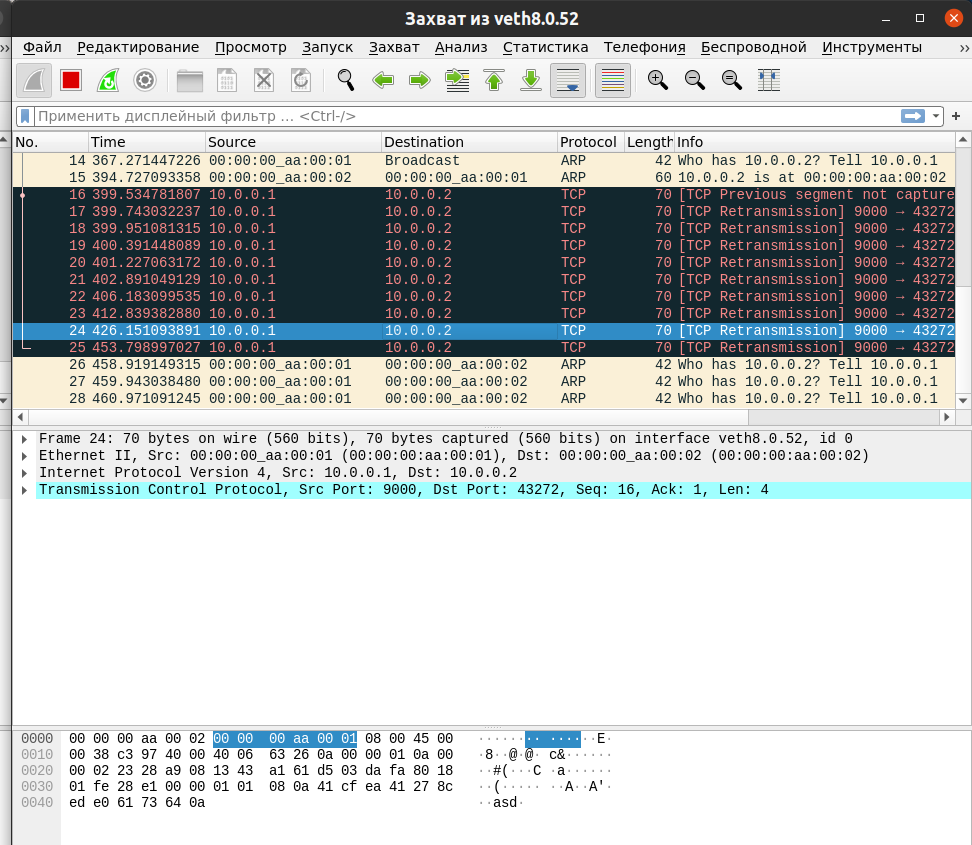 Захват из veth8.0.52
Файл Редактирование Просмотр Запуск Захват Анализ Статистика Телефония Беспроводной Инструменты »
Применить дисплейный фильтр … <Ctrl-/>
No. Time Source Destination Protocol Length Info
14 367.271447226 00:00:00_aa:00:01 Broadcast ARP 42 Who has 10.0.0.2? Tell 10.0.0.1
15 394.727093358 00:00:00_aa:00:02 00:00:00_aa:00:01 ARP 60 10.0.0.2 is at 00:00:00:aa:00:02
16 399.534781807 10.0.0.1 10.0.0.2 TCP 70 [TCP Previous segment not capture
17 399.743032237 10.0.0.1 10.0.0.2 TCP 70 [TCP Retransmission] 9000 → 43272
18 399.951081315 10.0.0.1 10.0.0.2 TCP 70 [TCP Retransmission] 9000 → 43272
19 400.391448089 10.0.0.1 10.0.0.2 TCP 70 [TCP Retransmission] 9000 → 43272
20 401.227063172 10.0.0.1 10.0.0.2 TCP 70 [TCP Retransmission] 9000 → 43272
21 402.891049129 10.0.0.1 10.0.0.2 TCP 70 [TCP Retransmission] 9000 → 43272
22 406.183099535 10.0.0.1 10.0.0.2 TCP 70 [TCP Retransmission] 9000 → 43272
23 412.839382880 10.0.0.1 10.0.0.2 TCP 70 [TCP Retransmission] 9000 → 43272
24 426.151093891 10.0.0.1 10.0.0.2 TCP 70 [TCP Retransmission] 9000 → 43272
25 453.798997027 10.0.0.1 10.0.0.2 TCP 70 [TCP Retransmission] 9000 → 43272
26 458.919149315 00:00:00_aa:00:01 00:00:00_aa:00:02 ARP 42 Who has 10.0.0.2? Tell 10.0.0.1
27 459.943038480 00:00:00_aa:00:01 00:00:00_aa:00:02 ARP 42 Who has 10.0.0.2? Tell 10.0.0.1
28 460.971091245 00:00:00_aa:00:01 00:00:00_aa:00:02 ARP 42 Who has 10.0.0.2? Tell 10.0.0.1
Frame 24: 70 bytes on wire (560 bits), 70 bytes captured (560 bits) on interface veth8.0.52, id 0
Ethernet II, Src: 00:00:00_aa:00:01 (00:00:00:aa:00:01), Dst: 00:00:00_aa:00:02 (00:00:00:aa:00:02)
Internet Protocol Version 4, Src: 10.0.0.1, Dst: 10.0.0.2
Transmission Control Protocol, Src Port: 9000, Dst Port: 43272, Seq: 16, Ack: 1, Len: 4
0000 00 00 00 aa 00 02 00 00 00 aa 00 01 08 00 45 00 ········ ······E·
0010 00 38 c3 97 40 00 40 06 63 26 0a 00 00 01 0a 00 ·8··@·@· c&······
0020 00 02 23 28 a9 08 13 43 a1 61 d5 03 da fa 80 18 ··#(···C ·a······
0030 01 fe 28 e1 00 00 01 01 08 0a 41 cf ea 41 27 8c ··(····· ··A··A'·
0040 ed e0 61 73 64 0a ··asd·